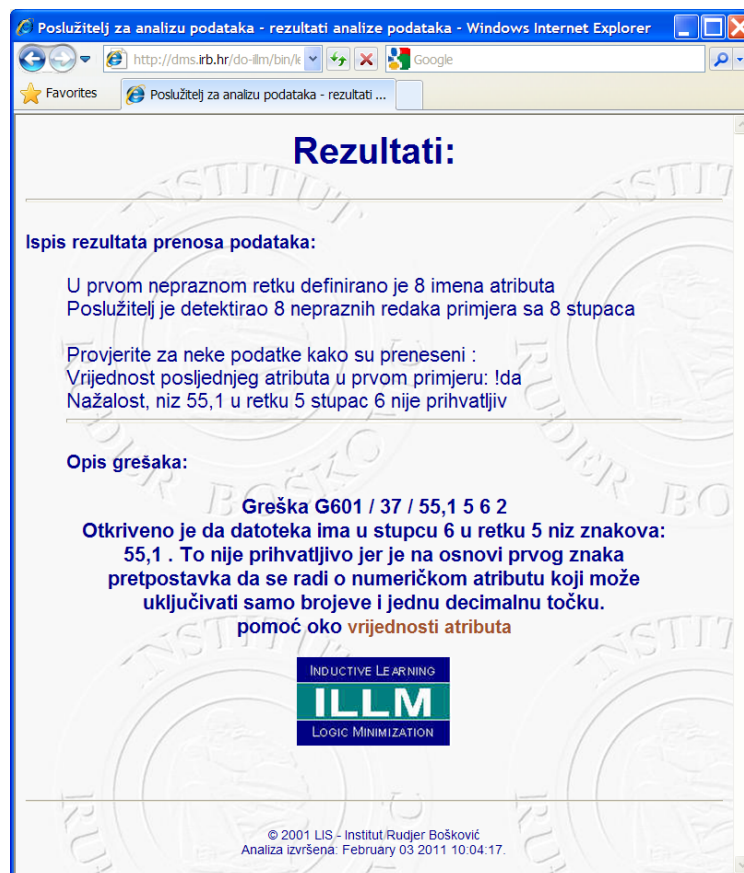 Poslužitelj za analizu podataka - rezultati analize podataka - Windows Internet Explorer
http://dms.irb.hr/do-illm/bin/k
Google
Favorites
Poslužitelj za analizu podataka - rezultati ...
Rezultati:
Ispis rezultata prenosa podataka:
U prvom nepraznom retku definirano je 8 imena atributa
Poslužitelj je detektirao 8 nepraznih redaka primjera sa 8 stupaca
Provjerite za neke podatke kako su preneseni :
Vrijednost posljednjeg atributa u prvom primjeru: !da
Nažalost, niz 55,1 u retku 5 stupac 6 nije prihvatljiv
Opis grešaka:
Greška G601 / 37 / 55,1 5 6 2
Otkriveno je da datoteka ima u stupcu 6 u retku 5 niz znakova:
55,1 . To nije prihvatljivo jer je na osnovi prvog znaka
pretpostavka da se radi o numeričkom atributu koji može
uključivati samo brojeve i jednu decimalnu točku.
pomoć oko vrijednosti atributa
INDUCTIVE LEARNING
ILLM
LOGIC MINIMIZATION
© 2001 LIS - Institut Rudjer Bošković
Analiza izvršena: February 03 2011 10:04:17.